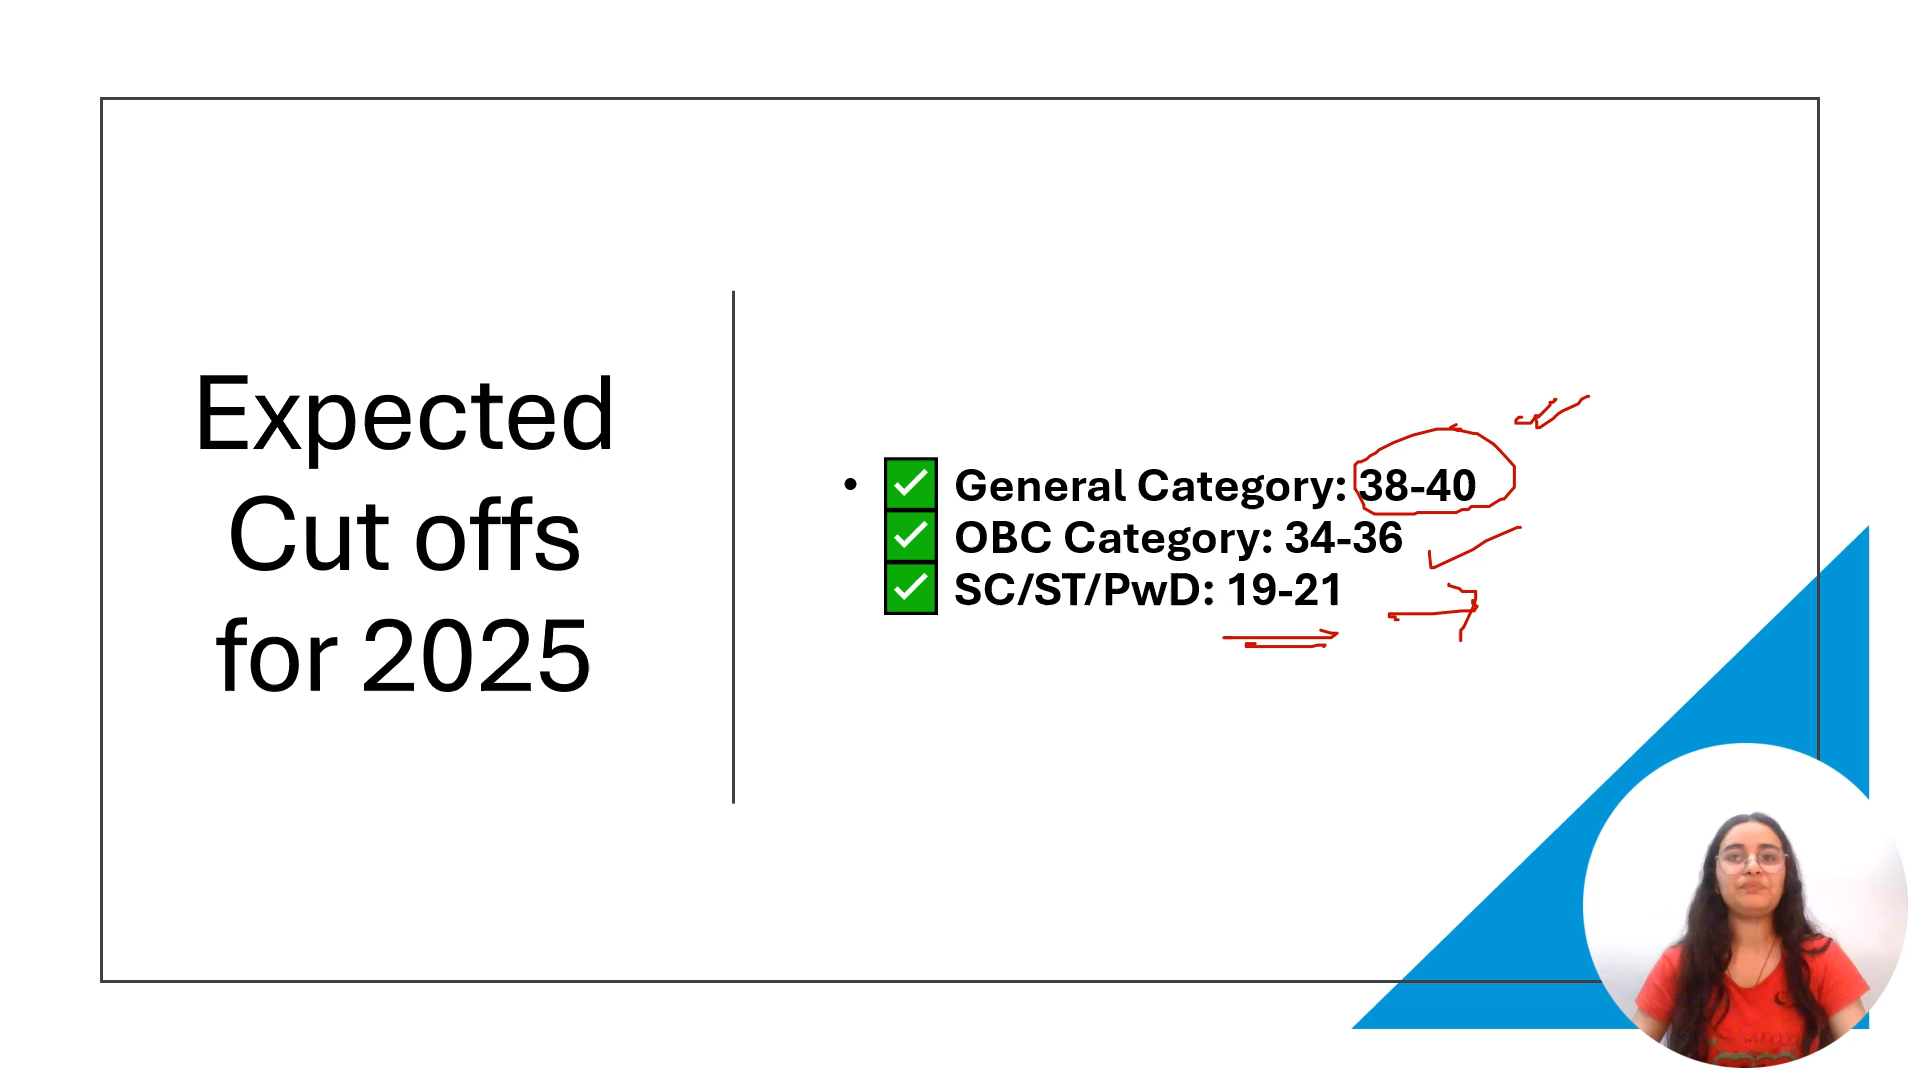 Expected
Cut offs
for 2025
• ✅ General Category: 38-40
✅ OBC Category: 34-36
✅ SC/ST/PwD: 19-21